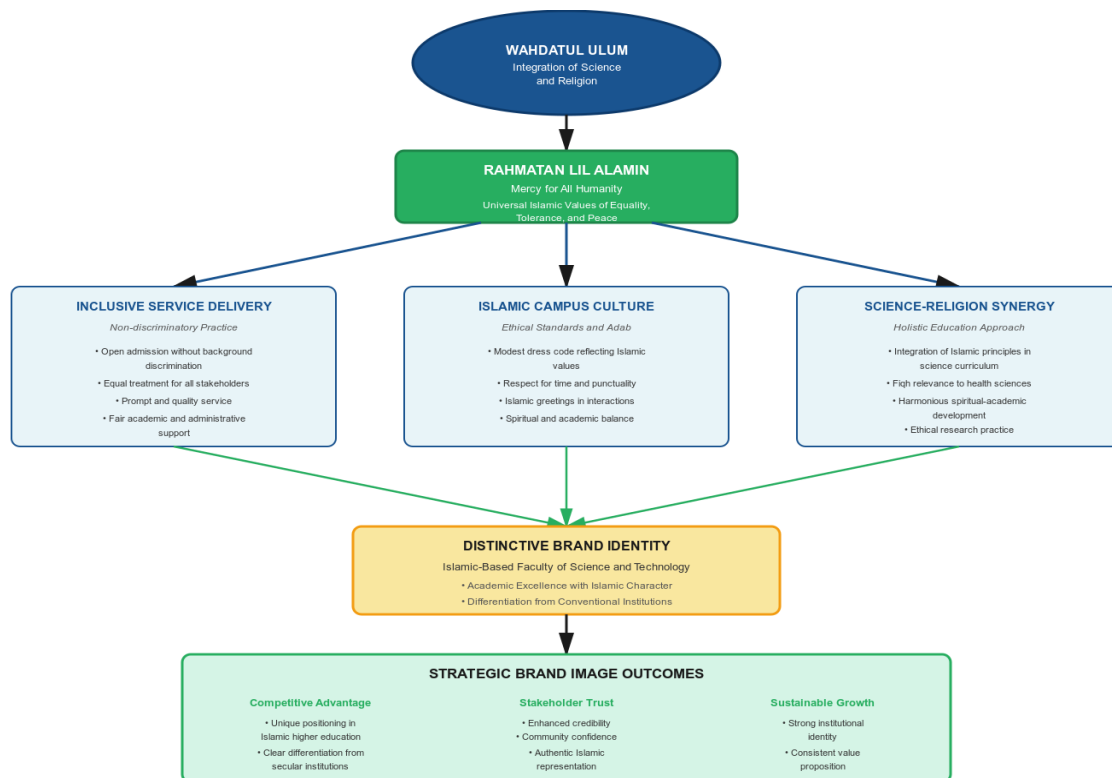 WAHDATUL ULUM
Integration of Science
and Religion
RAHMATAN LIL ALAMIN
Mercy for All Humanity
Universal Islamic Values of Equality,
Tolerance, and Peace
INCLUSIVE SERVICE DELIVERY
Non-discriminatory Practice
• Open admission without background
discrimination
• Equal treatment for all stakeholders
• Prompt and quality service
• Fair academic and administrative
support
ISLAMIC CAMPUS CULTURE
Ethical Standards and Adab
• Modest dress code reflecting Islamic
values
• Respect for time and punctuality
• Islamic greetings in interactions
• Spiritual and academic balance
SCIENCE-RELIGION SYNERGY
Holistic Education Approach
• Integration of Islamic principles in
science curriculum
• Fiqh relevance to health sciences
• Harmonious spiritual-academic
development
• Ethical research practice
DISTINCTIVE BRAND IDENTITY
Islamic-Based Faculty of Science and Technology
• Academic Excellence with Islamic Character
• Differentiation from Conventional Institutions
STRATEGIC BRAND IMAGE OUTCOMES
Competitive Advantage
• Unique positioning in
Islamic higher education
• Clear differentiation from
secular institutions
Stakeholder Trust
• Enhanced credibility
• Community confidence
• Authentic Islamic
representation
Sustainable Growth
• Strong institutional
identity
• Consistent value
proposition